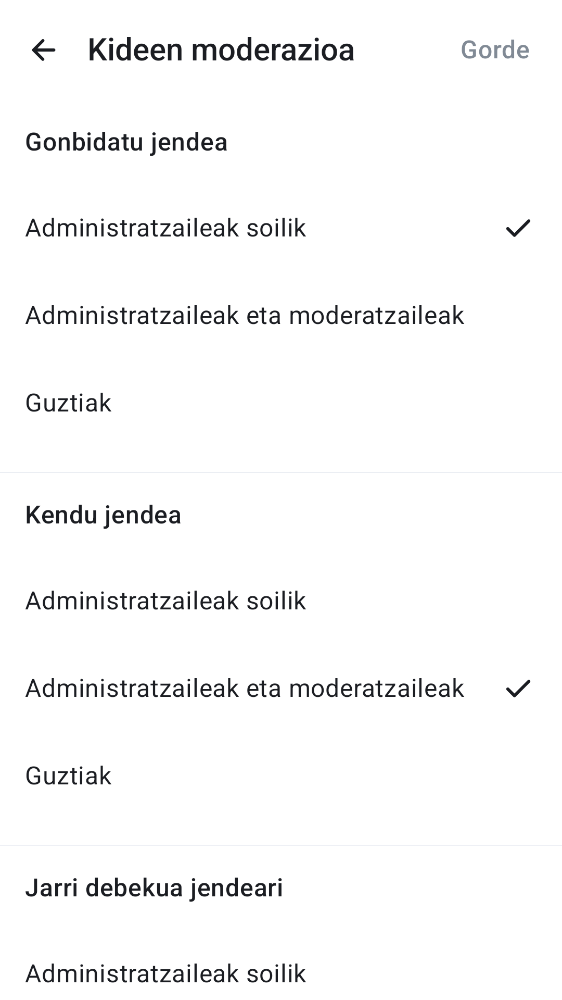 Kideen moderazioa
Gorde
Gonbidatu jendea
Administratzaileak soilik
Administratzaileak eta moderatzaileak
Guztiak
Kendu jendea
Administratzaileak soilik
Administratzaileak eta moderatzaileak
Guztiak
Jarri debekua jendeari
Administratzaileak soilik